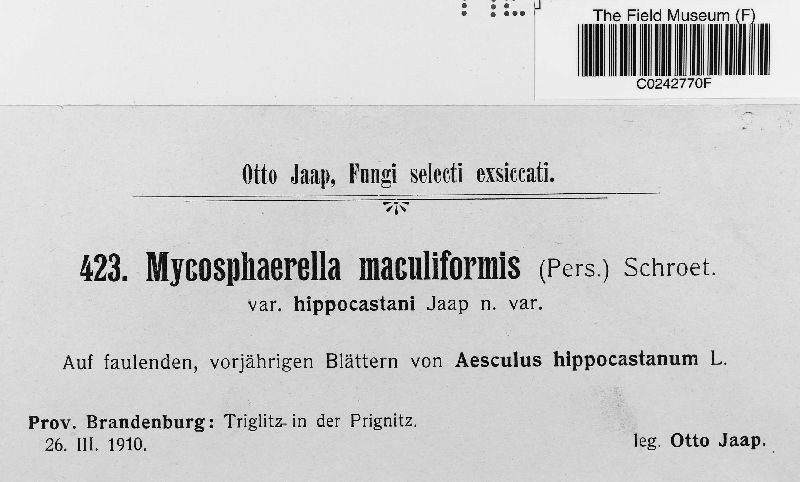 The Field Museum (F)
C0242770F
Otto Jaap, Fungi selecti exsiccati.
423. Mycosphaerella maculiformis (Pers.) Schroet.
var. hippocastani Jaap n. var.
Auf faulenden, vorjährigen Blättern von Aesculus hippocastanum L.
Prov. Brandenburg: Triglitz in der Prignitz.
26. III. 1910.
leg. Otto Jaap.